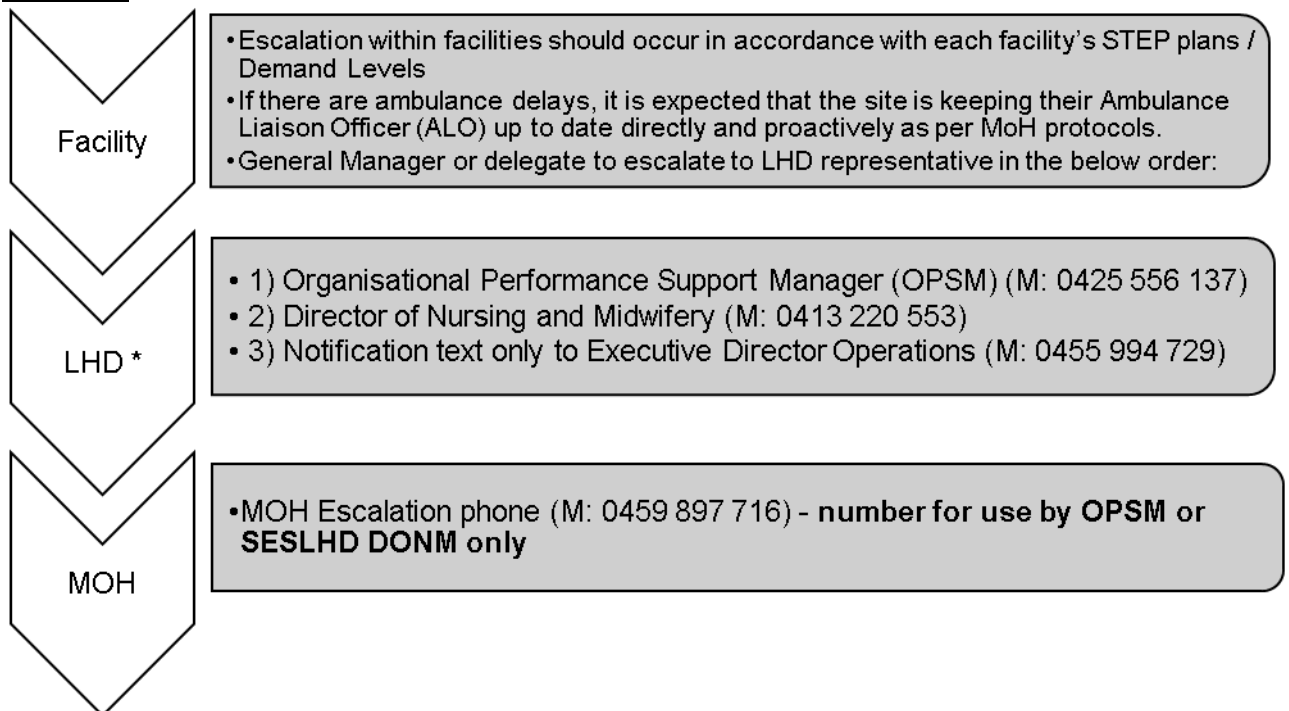 •Escalation within facilities should occur in accordance with each facility's STEP plans /
Demand Levels
•If there are ambulance delays, it is expected that the site is keeping their Ambulance
Liaison Officer (ALO) up to date directly and proactively as per MoH protocols.
•General Manager or delegate to escalate to LHD representative in the below order:
Facility
• 1) Organisational Performance Support Manager (OPSM) (M: 0425 556 137)
• 2) Director of Nursing and Midwifery (M: 0413 220 553)
• 3) Notification text only to Executive Director Operations (M: 0455 994 729)
LHD *
•MOH Escalation phone (M: 0459 897 716) - number for use by OPSM or
SESLHD DONM only
MOH